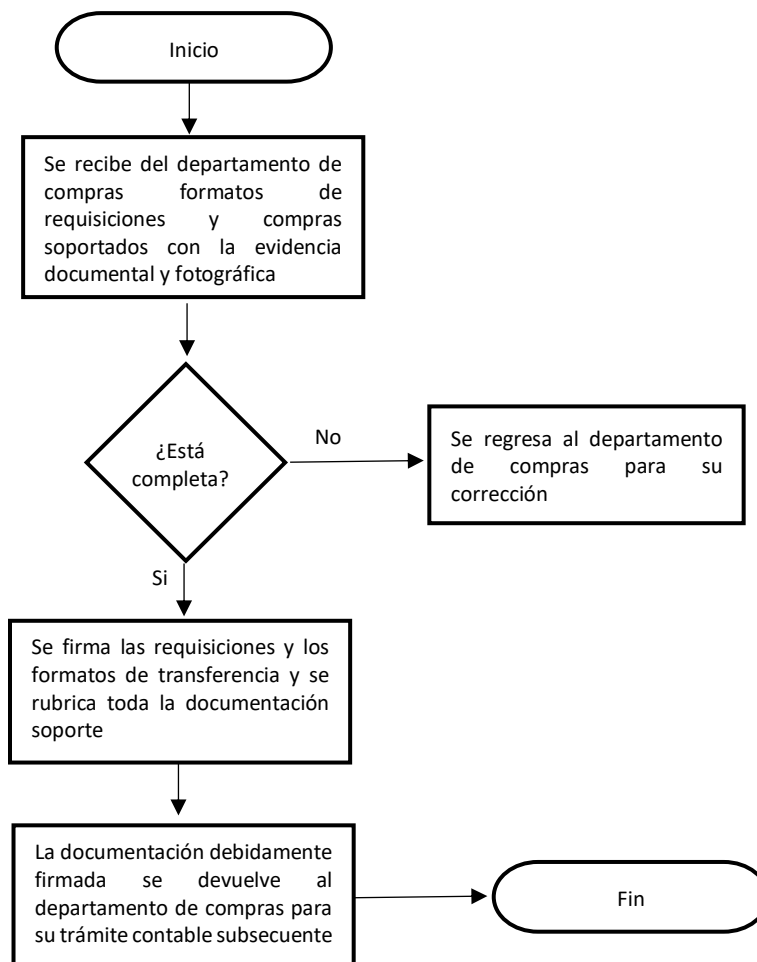 Inicio
Se recibe del departamento de
compras formatos de
requisiciones y compras
soportados con la evidencia
documental y fotográfica
¿Está
completa?
No
Se regresa al departamento
de compras para su
corrección
Si
Se firma las requisiciones y los
formatos de transferencia y se
rubrica toda la documentación
soporte
La documentación debidamente
firmada se devuelve al
departamento de compras para
su trámite contable subsecuente
Fin